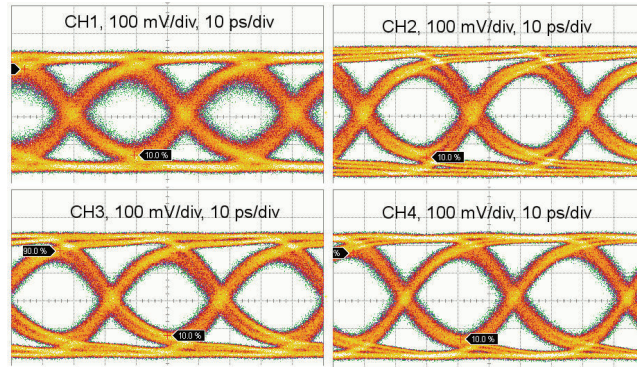 CH1, 100 mV/div, 10 ps/div
10.0 %
CH2, 100 mV/div, 10 ps/div
10.0 %
CH3, 100 mV/div, 10 ps/div
90.0 %
10.0 %
CH4, 100 mV/div, 10 ps/div
%
10.0 %